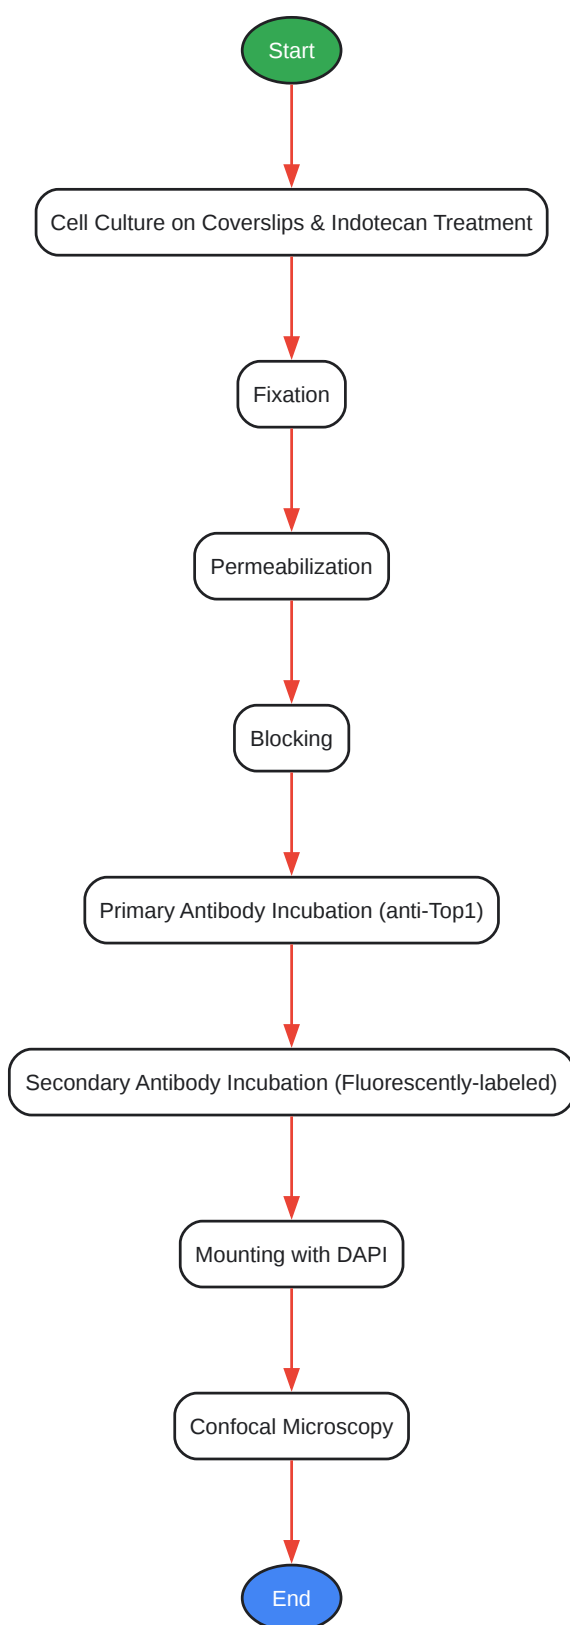 Start
Cell Culture on Coverslips & Indotecan Treatment
Fixation
Permeabilization
Blocking
Primary Antibody Incubation (anti-Top1)
Secondary Antibody Incubation (Fluorescently-labeled)
Mounting with DAPI
Confocal Microscopy
End